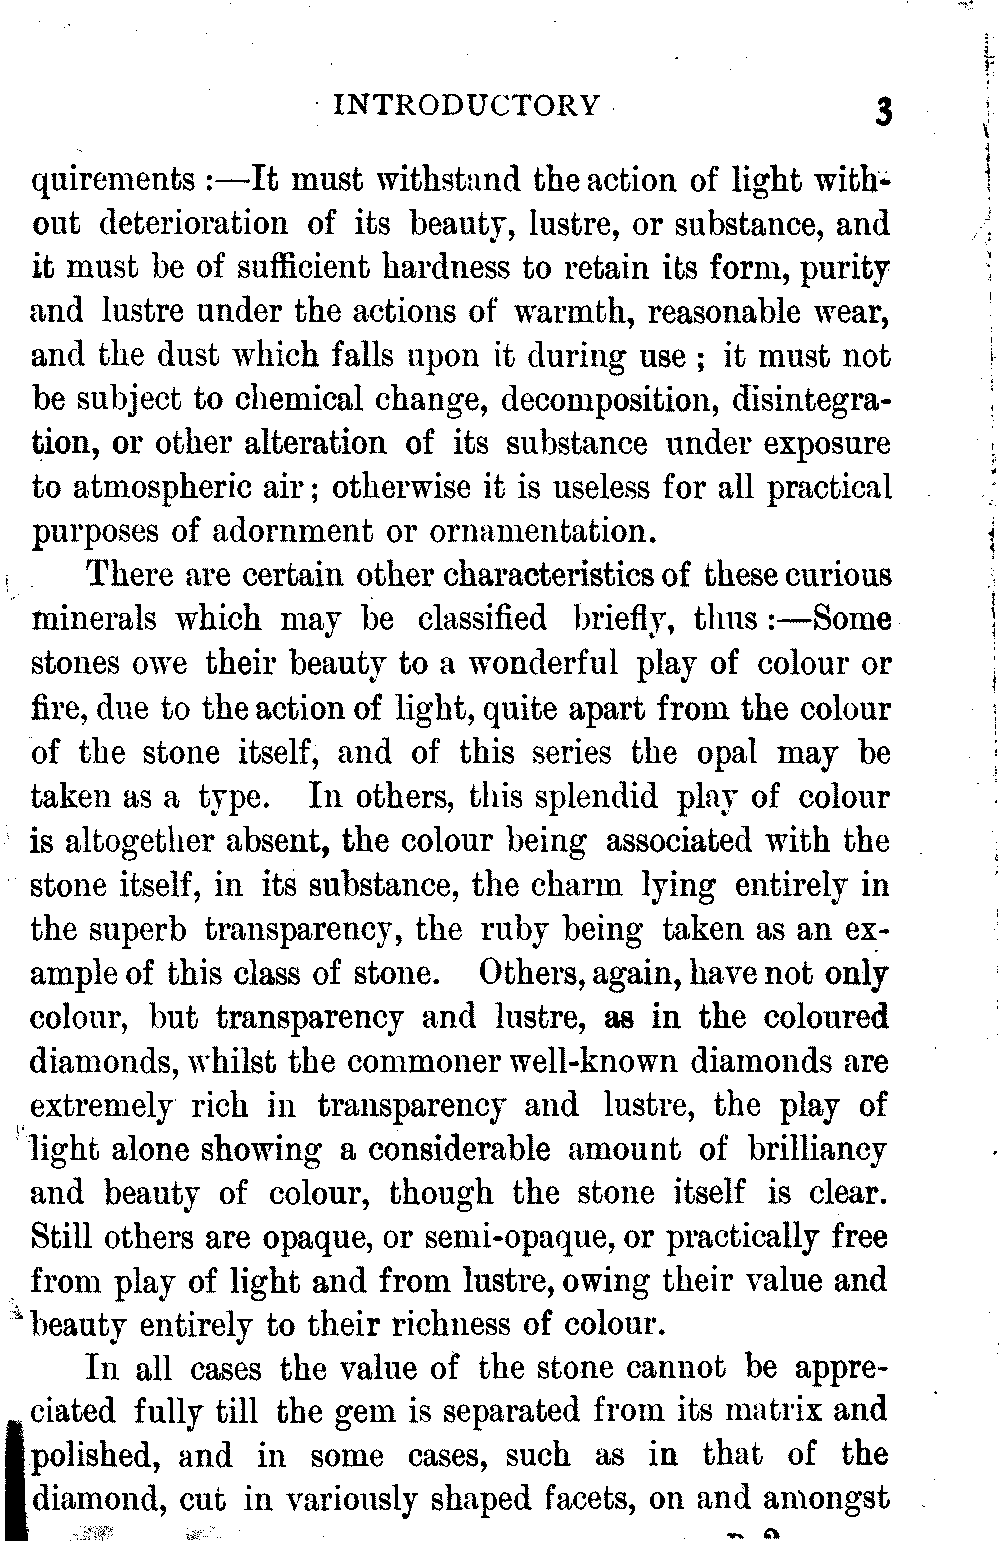 INTRODUCTORY 3
quirements :—It must withstand the action of light with-
out deterioration of its beauty, lustre, or substance, and
it must be of sufficient hardness to retain its form, purity
and lustre under the actions of warmth, reasonable wear,
and the dust which falls upon it during use ; it must not
be subject to chemical change, decomposition, disintegra-
tion, or other alteration of its substance under exposure
to atmospheric air ; otherwise it is useless for all practical
purposes of adornment or ornamentation.
There are certain other characteristics of these curious
minerals which may be classified briefly, thus :—Some
stones owe their beauty to a wonderful play of colour or
fire, due to the action of light, quite apart from the colour
of the stone itself, and of this series the opal may be
taken as a type. In others, this splendid play of colour
is altogether absent, the colour being associated with the
stone itself, in its substance, the charm lying entirely in
the superb transparency, the ruby being taken as an ex-
ample of this class of stone. Others, again, have not only
colour, but transparency and lustre, as in the coloured
diamonds, whilst the commoner well-known diamonds are
extremely rich in transparency and lustre, the play of
light alone showing a considerable amount of brilliancy
and beauty of colour, though the stone itself is clear.
Still others are opaque, or semi-opaque, or practically free
from play of light and from lustre, owing their value and
beauty entirely to their richness of colour.
In all cases the value of the stone cannot be appre-
ciated fully till the gem is separated from its matrix and
polished, and in some cases, such as in that of the
diamond, cut in variously shaped facets, on and amongst